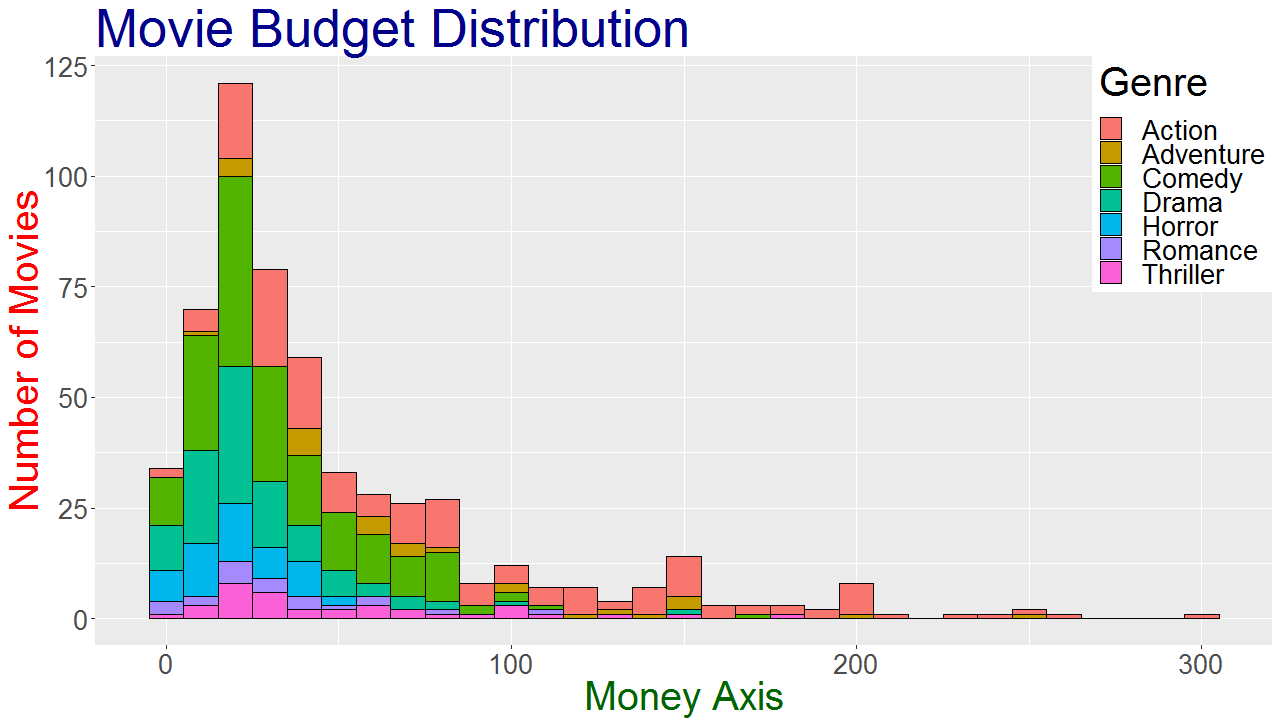 Movie Budget Distribution
Number of Movies
125
100
75
50
25
0
0 100 200 300
Money Axis
Genre
Action
Adventure
Comedy
Drama
Horror
Romance
Thriller